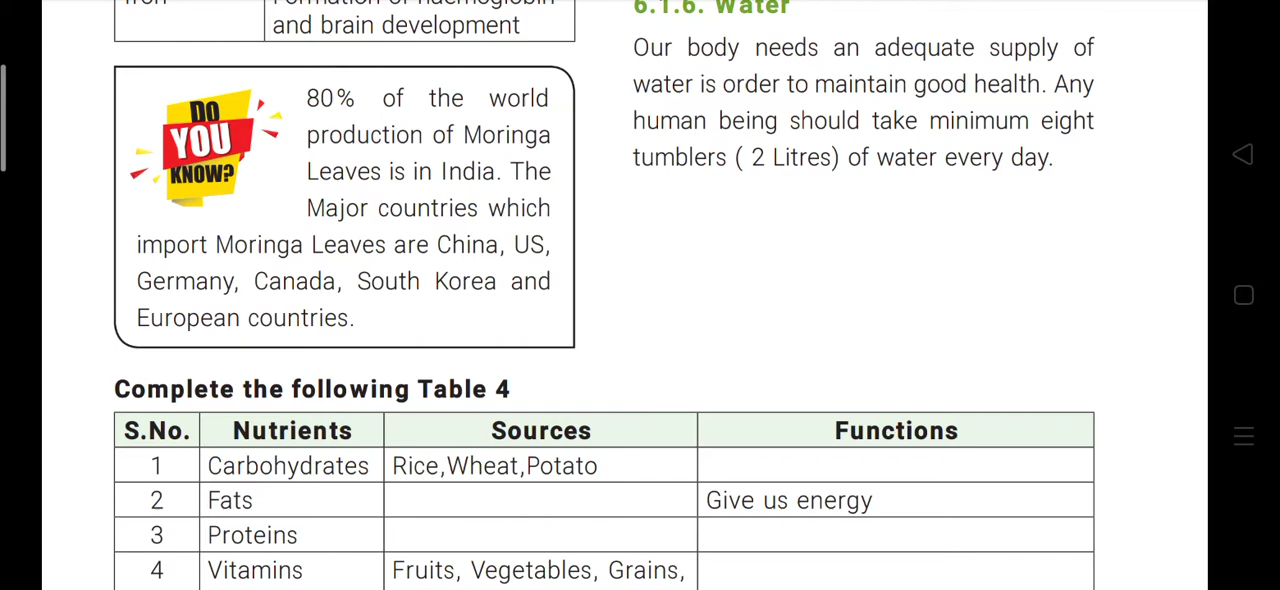 and brain development
DO
YOU
KNOW?
80% of the world
production of Moringa
Leaves is in India. The
Major countries which
import Moringa Leaves are China, US,
Germany, Canada, South Korea and
European countries.
6.1.6. Water
Our body needs an adequate supply of
water is order to maintain good health. Any
human being should take minimum eight
tumblers ( 2 Litres) of water every day.
Complete the following Table 4
S.No. Nutrients Sources Functions
1 Carbohydrates Rice,Wheat,Potato
2 Fats Give us energy
3 Proteins
4 Vitamins Fruits, Vegetables, Grains,